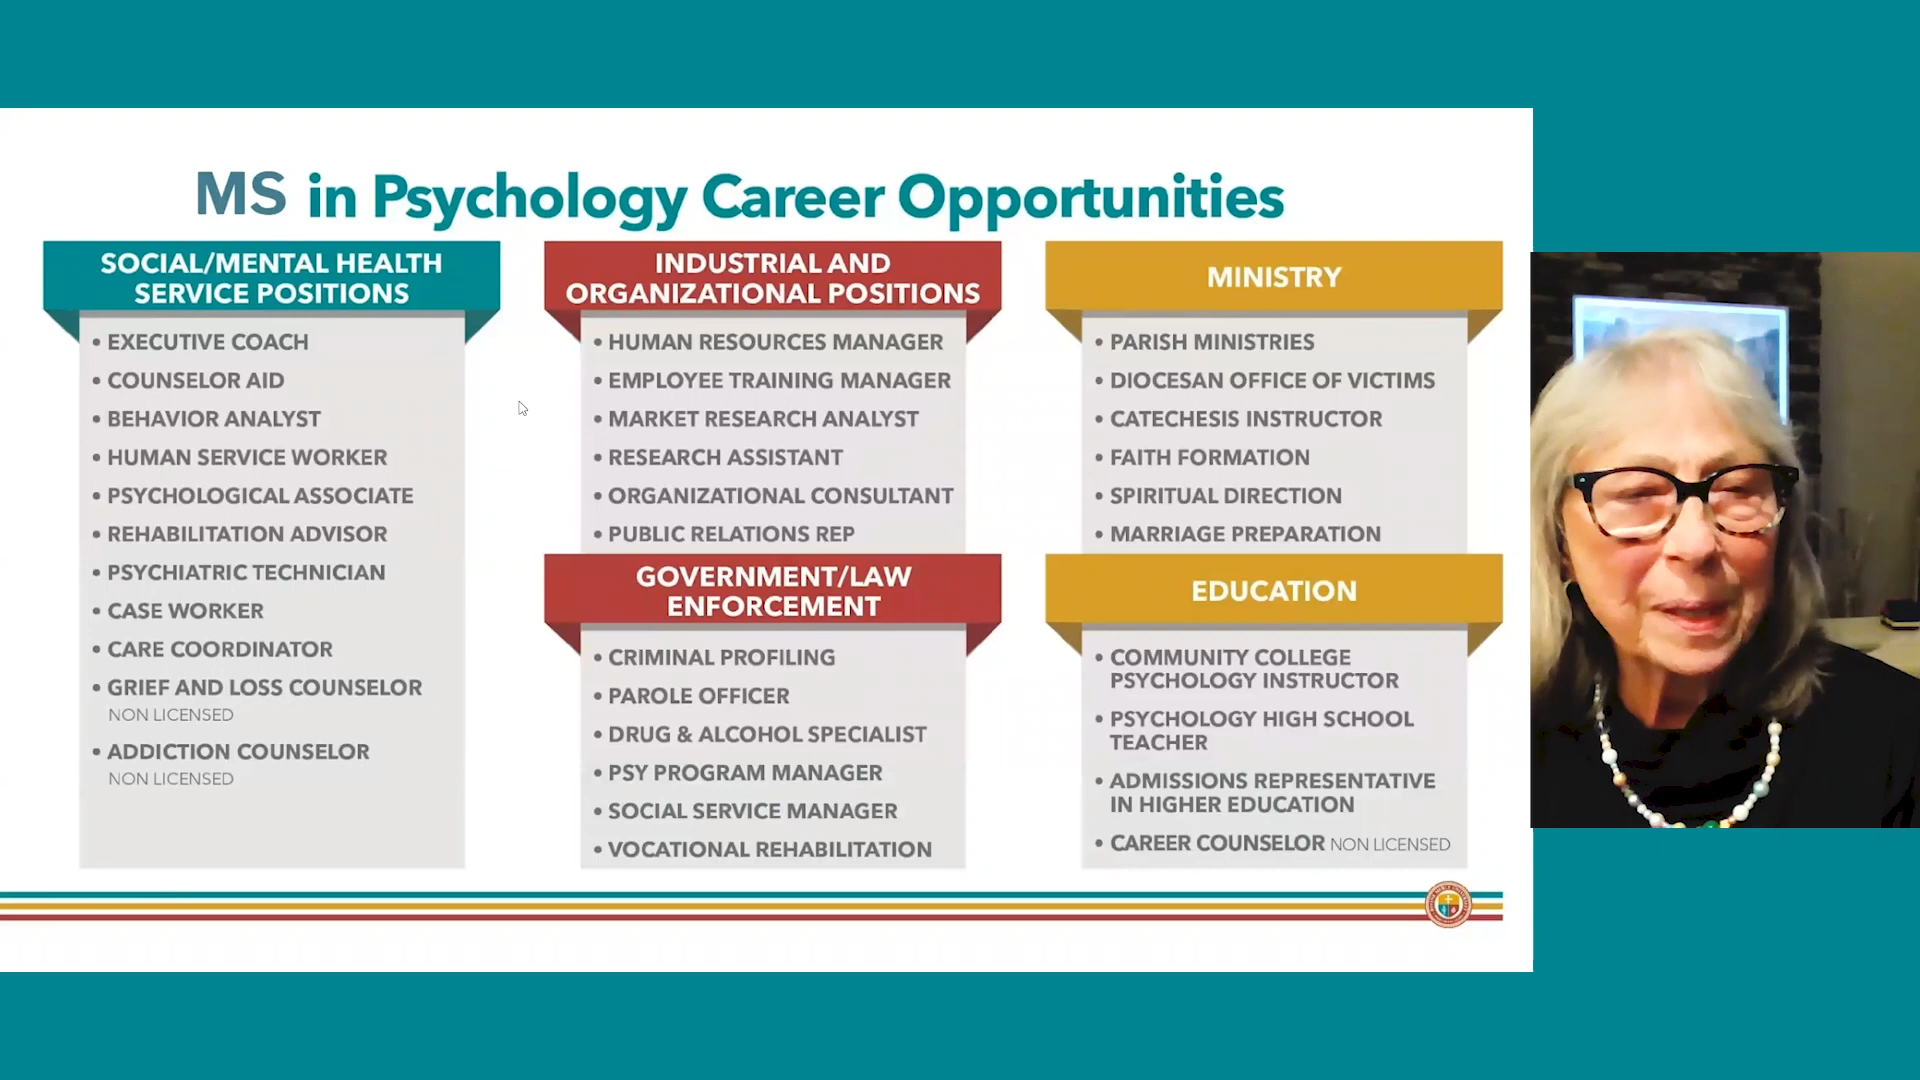 MS in Psychology Career Opportunities
SOCIAL/MENTAL HEALTH
SERVICE POSITIONS
• EXECUTIVE COACH
• COUNSELOR AID
• BEHAVIOR ANALYST
• HUMAN SERVICE WORKER
• PSYCHOLOGICAL ASSOCIATE
• REHABILITATION ADVISOR
• PSYCHIATRIC TECHNICIAN
• CASE WORKER
• CARE COORDINATOR
• GRIEF AND LOSS COUNSELOR
NON LICENSED
• ADDICTION COUNSELOR
NON LICENSED
INDUSTRIAL AND
ORGANIZATIONAL POSITIONS
• HUMAN RESOURCES MANAGER
• EMPLOYEE TRAINING MANAGER
• MARKET RESEARCH ANALYST
• RESEARCH ASSISTANT
• ORGANIZATIONAL CONSULTANT
• PUBLIC RELATIONS REP
GOVERNMENT/LAW
ENFORCEMENT
• CRIMINAL PROFILING
• PAROLE OFFICER
• DRUG & ALCOHOL SPECIALIST
• PSY PROGRAM MANAGER
• SOCIAL SERVICE MANAGER
• VOCATIONAL REHABILITATION
MINISTRY
• PARISH MINISTRIES
• DIOCESAN OFFICE OF VICTIMS
• CATECHESIS INSTRUCTOR
• FAITH FORMATION
• SPIRITUAL DIRECTION
• MARRIAGE PREPARATION
EDUCATION
• COMMUNITY COLLEGE
PSYCHOLOGY INSTRUCTOR
• PSYCHOLOGY HIGH SCHOOL
TEACHER
• ADMISSIONS REPRESENTATIVE
IN HIGHER EDUCATION
• CAREER COUNSELOR NON LICENSED